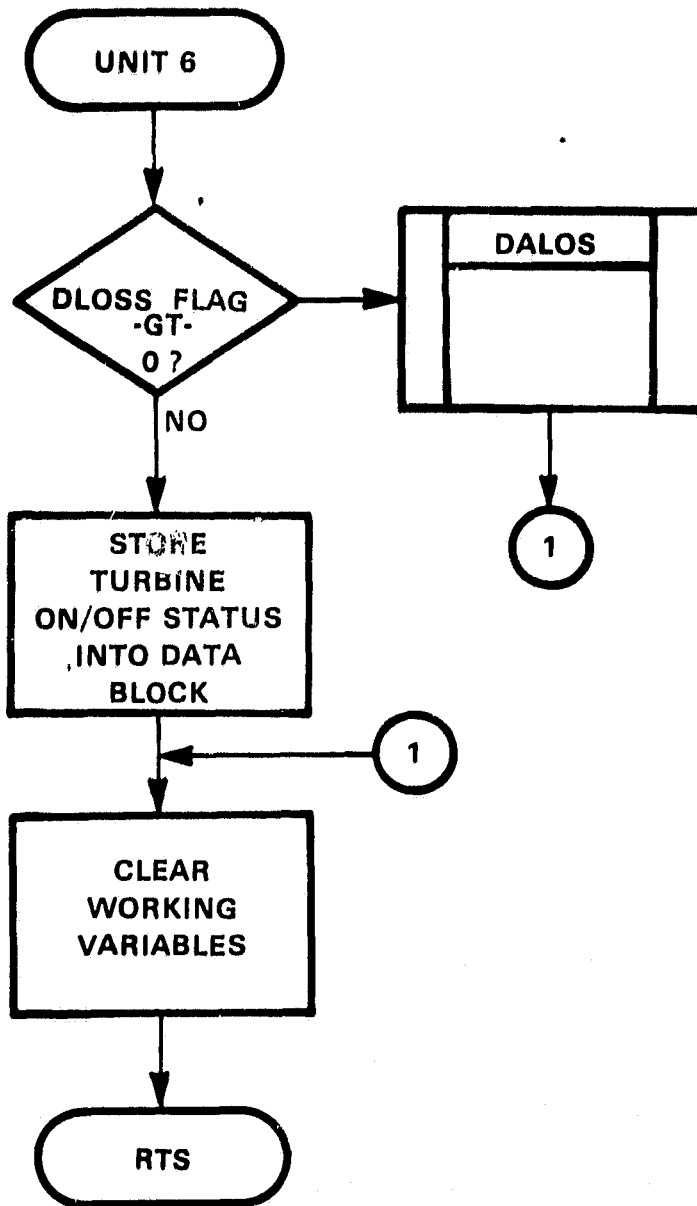 UNIT 6
DLOSS FLAG
-GT-
0 ?
DALOS
NO
1
STORE
TURBINE
ON/OFF STATUS
INTO DATA
BLOCK
1
CLEAR
WORKING
VARIABLES
RTS